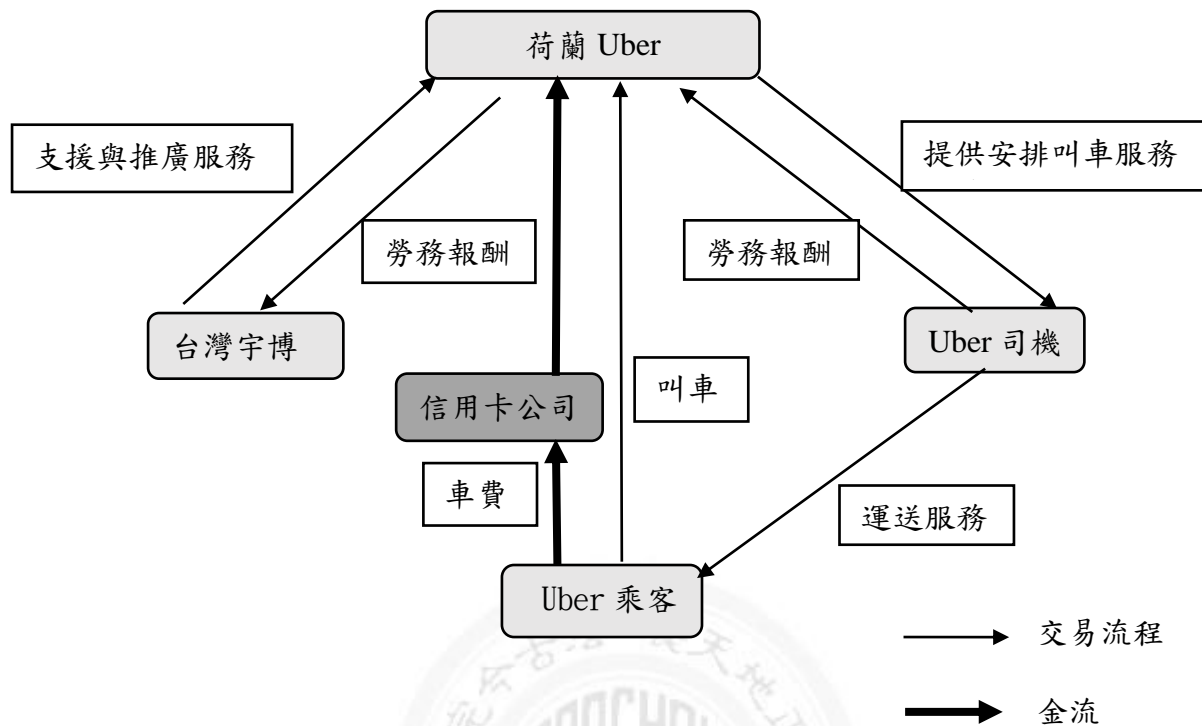 荷蘭 Uber
支援與推廣服務
提供安排叫車服務
勞務報酬
勞務報酬
台灣宇博
Uber 司機
信用卡公司
叫車
車費
運送服務
Uber 乘客
交易流程
金流